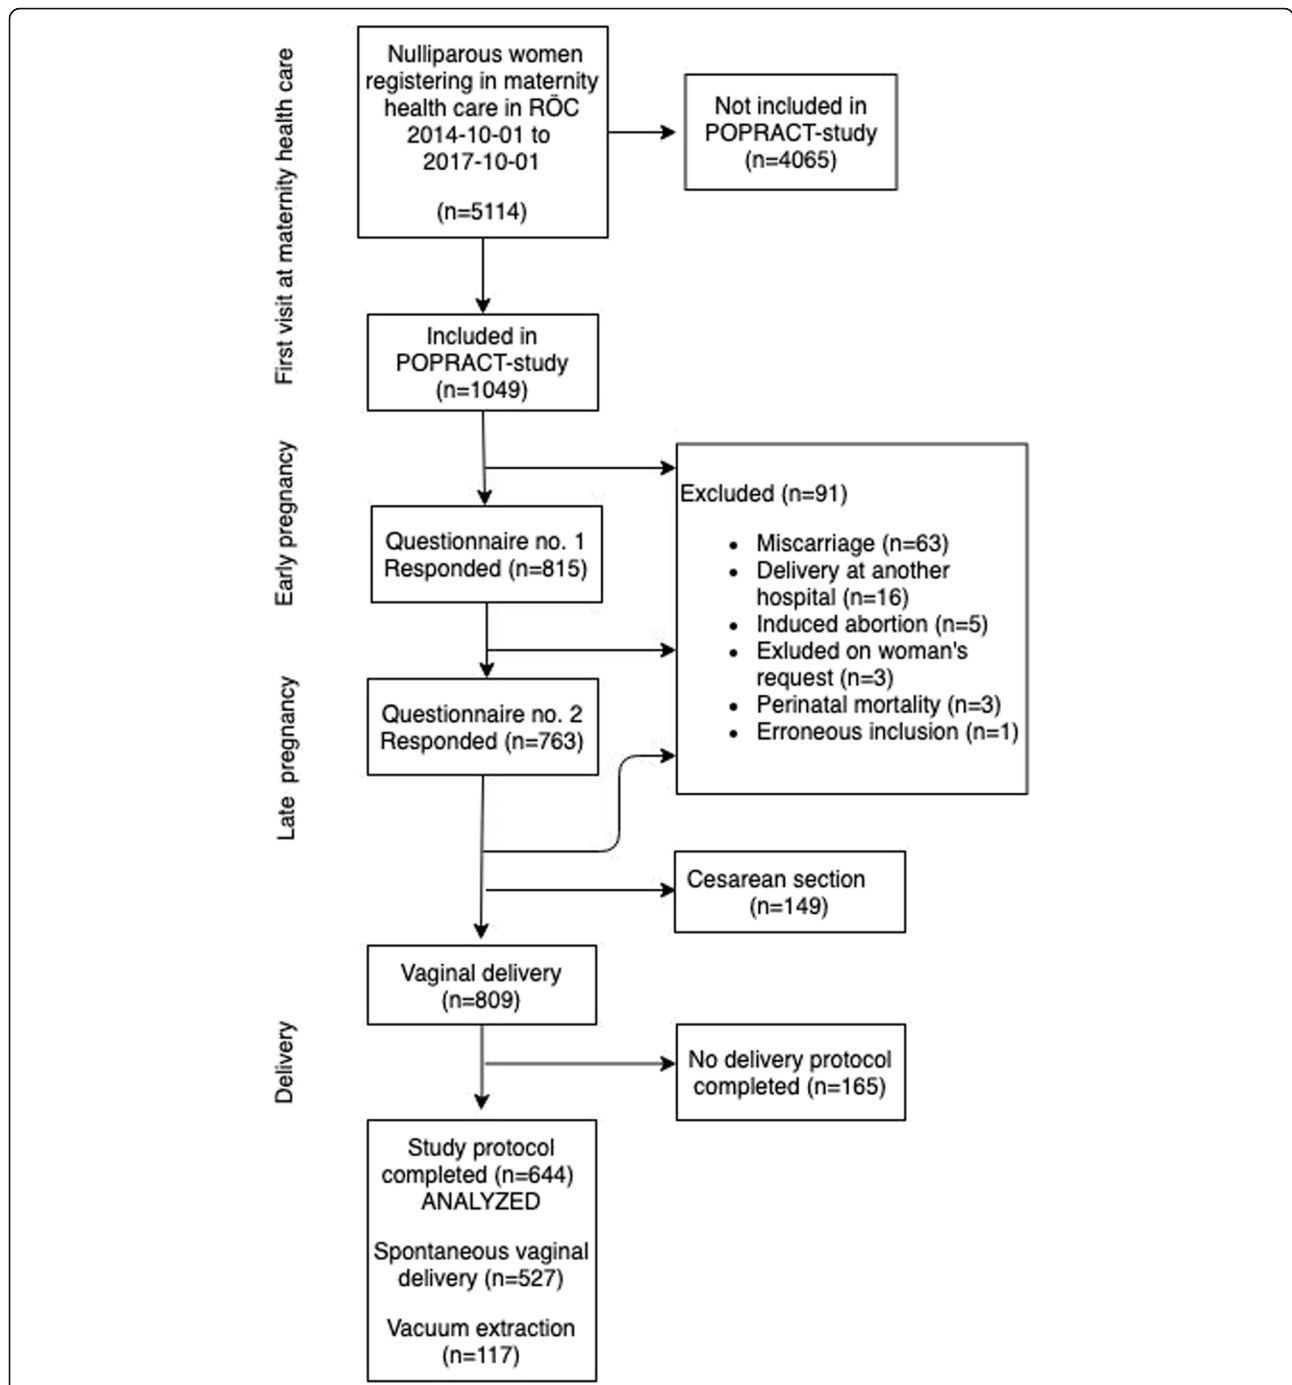 First visit at maternity health care
Nulliparous women
registering in maternity
health care in RÖC
2014-10-01 to
2017-10-01
(n=5114)
Not included in
POPRACT-study
(n=4065)
Included in
POPRACT-study
(n=1049)
Early pregnancy
Questionnaire no. 1
Responded (n=815)
Excluded (n=91)
• Miscarriage (n=63)
• Delivery at another
hospital (n=16)
• Induced abortion (n=5)
• Exluded on woman's
request (n=3)
• Perinatal mortality (n=3)
• Erroneous inclusion (n=1)
Late pregnancy
Questionnaire no. 2
Responded (n=763)
Cesarean section
(n=149)
Delivery
Vaginal delivery
(n=809)
No delivery protocol
completed (n=165)
Study protocol
completed (n=644)
ANALYZED
Spontaneous vaginal
delivery (n=527)
Vacuum extraction
(n=117)